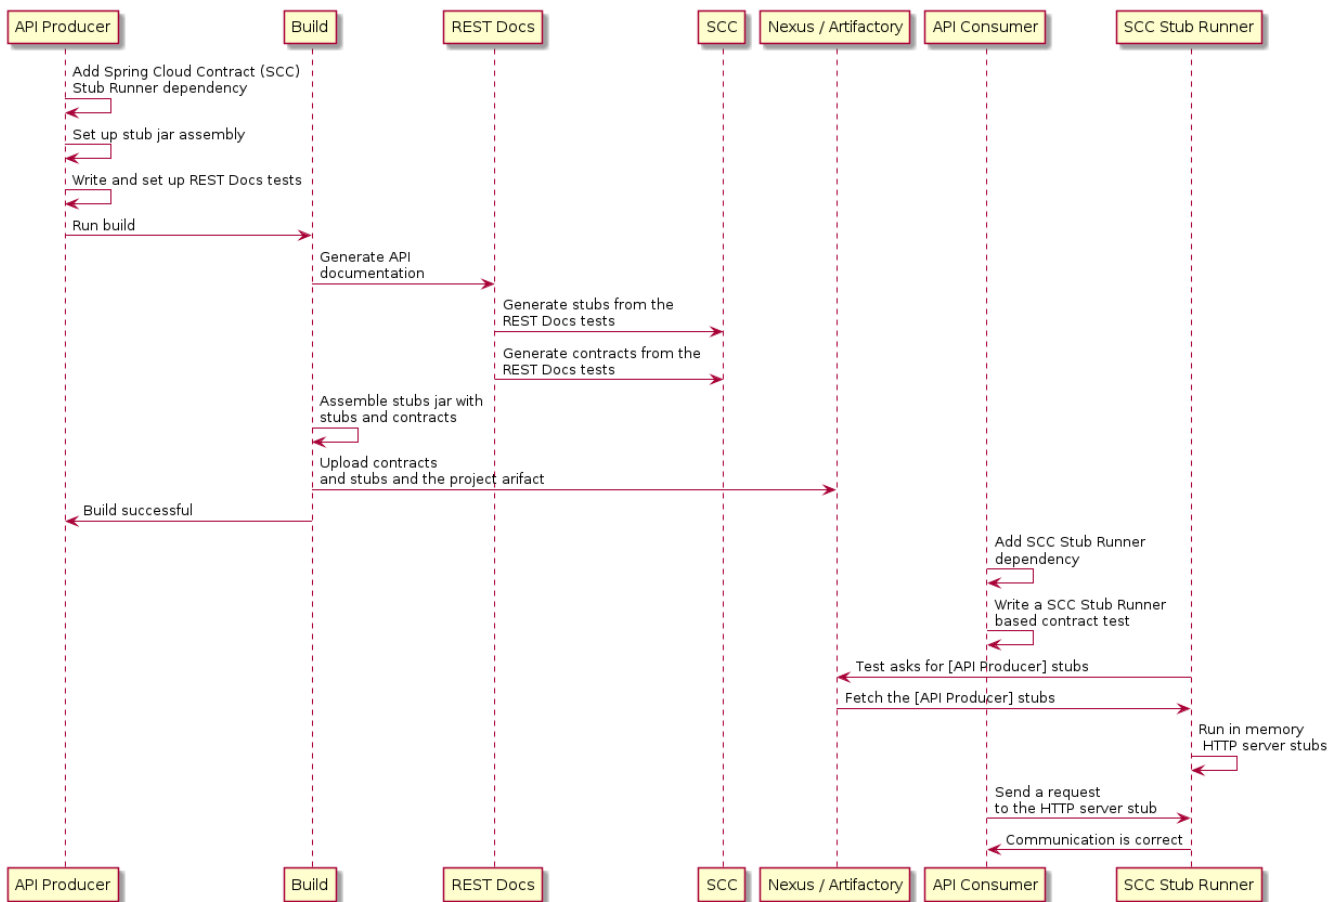 API Producer
Build
REST Docs
SCC
Nexus / Artifactory
API Consumer
SCC Stub Runner
Add Spring Cloud Contract (SCC)
Stub Runner dependency
Set up stub jar assembly
Write and set up REST Docs tests
Run build
Generate API
documentation
Generate stubs from the
REST Docs tests
Generate contracts from the
REST Docs tests
Assemble stubs jar with
stubs and contracts
Upload contracts
and stubs and the project arifact
Build successful
Add SCC Stub Runner
dependency
Write a SCC Stub Runner
based contract test
Test asks for [API Producer] stubs
Fetch the [API Producer] stubs
Run in memory
HTTP server stubs
Send a request
to the HTTP server stub
Communication is correct
API Producer
Build
REST Docs
SCC
Nexus / Artifactory
API Consumer
SCC Stub Runner